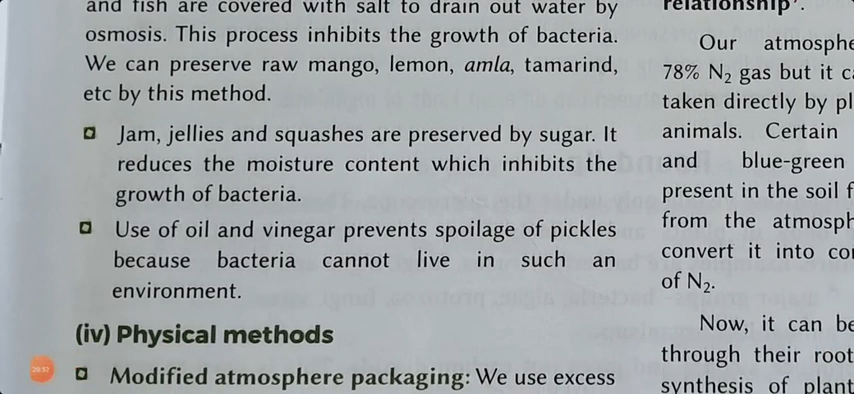 and fish are covered with salt to drain out water by
osmosis. This process inhibits the growth of bacteria.
We can preserve raw mango, lemon, amla, tamarind,
etc by this method.
Jam, jellies and squashes are preserved by sugar. It
reduces the moisture content which inhibits the
growth of bacteria.
Use of oil and vinegar prevents spoilage of pickles
because bacteria cannot live in such an
environment.
(iv) Physical methods
Modified atmosphere packaging: We use excess
relationship'.
Our atmosphe
78% N₂ gas but it c
taken directly by pl
animals. Certain
and blue-green
present in the soil f
from the atmosph
convert it into co
of N₂.
Now, it can be
through their root
synthesis of plant